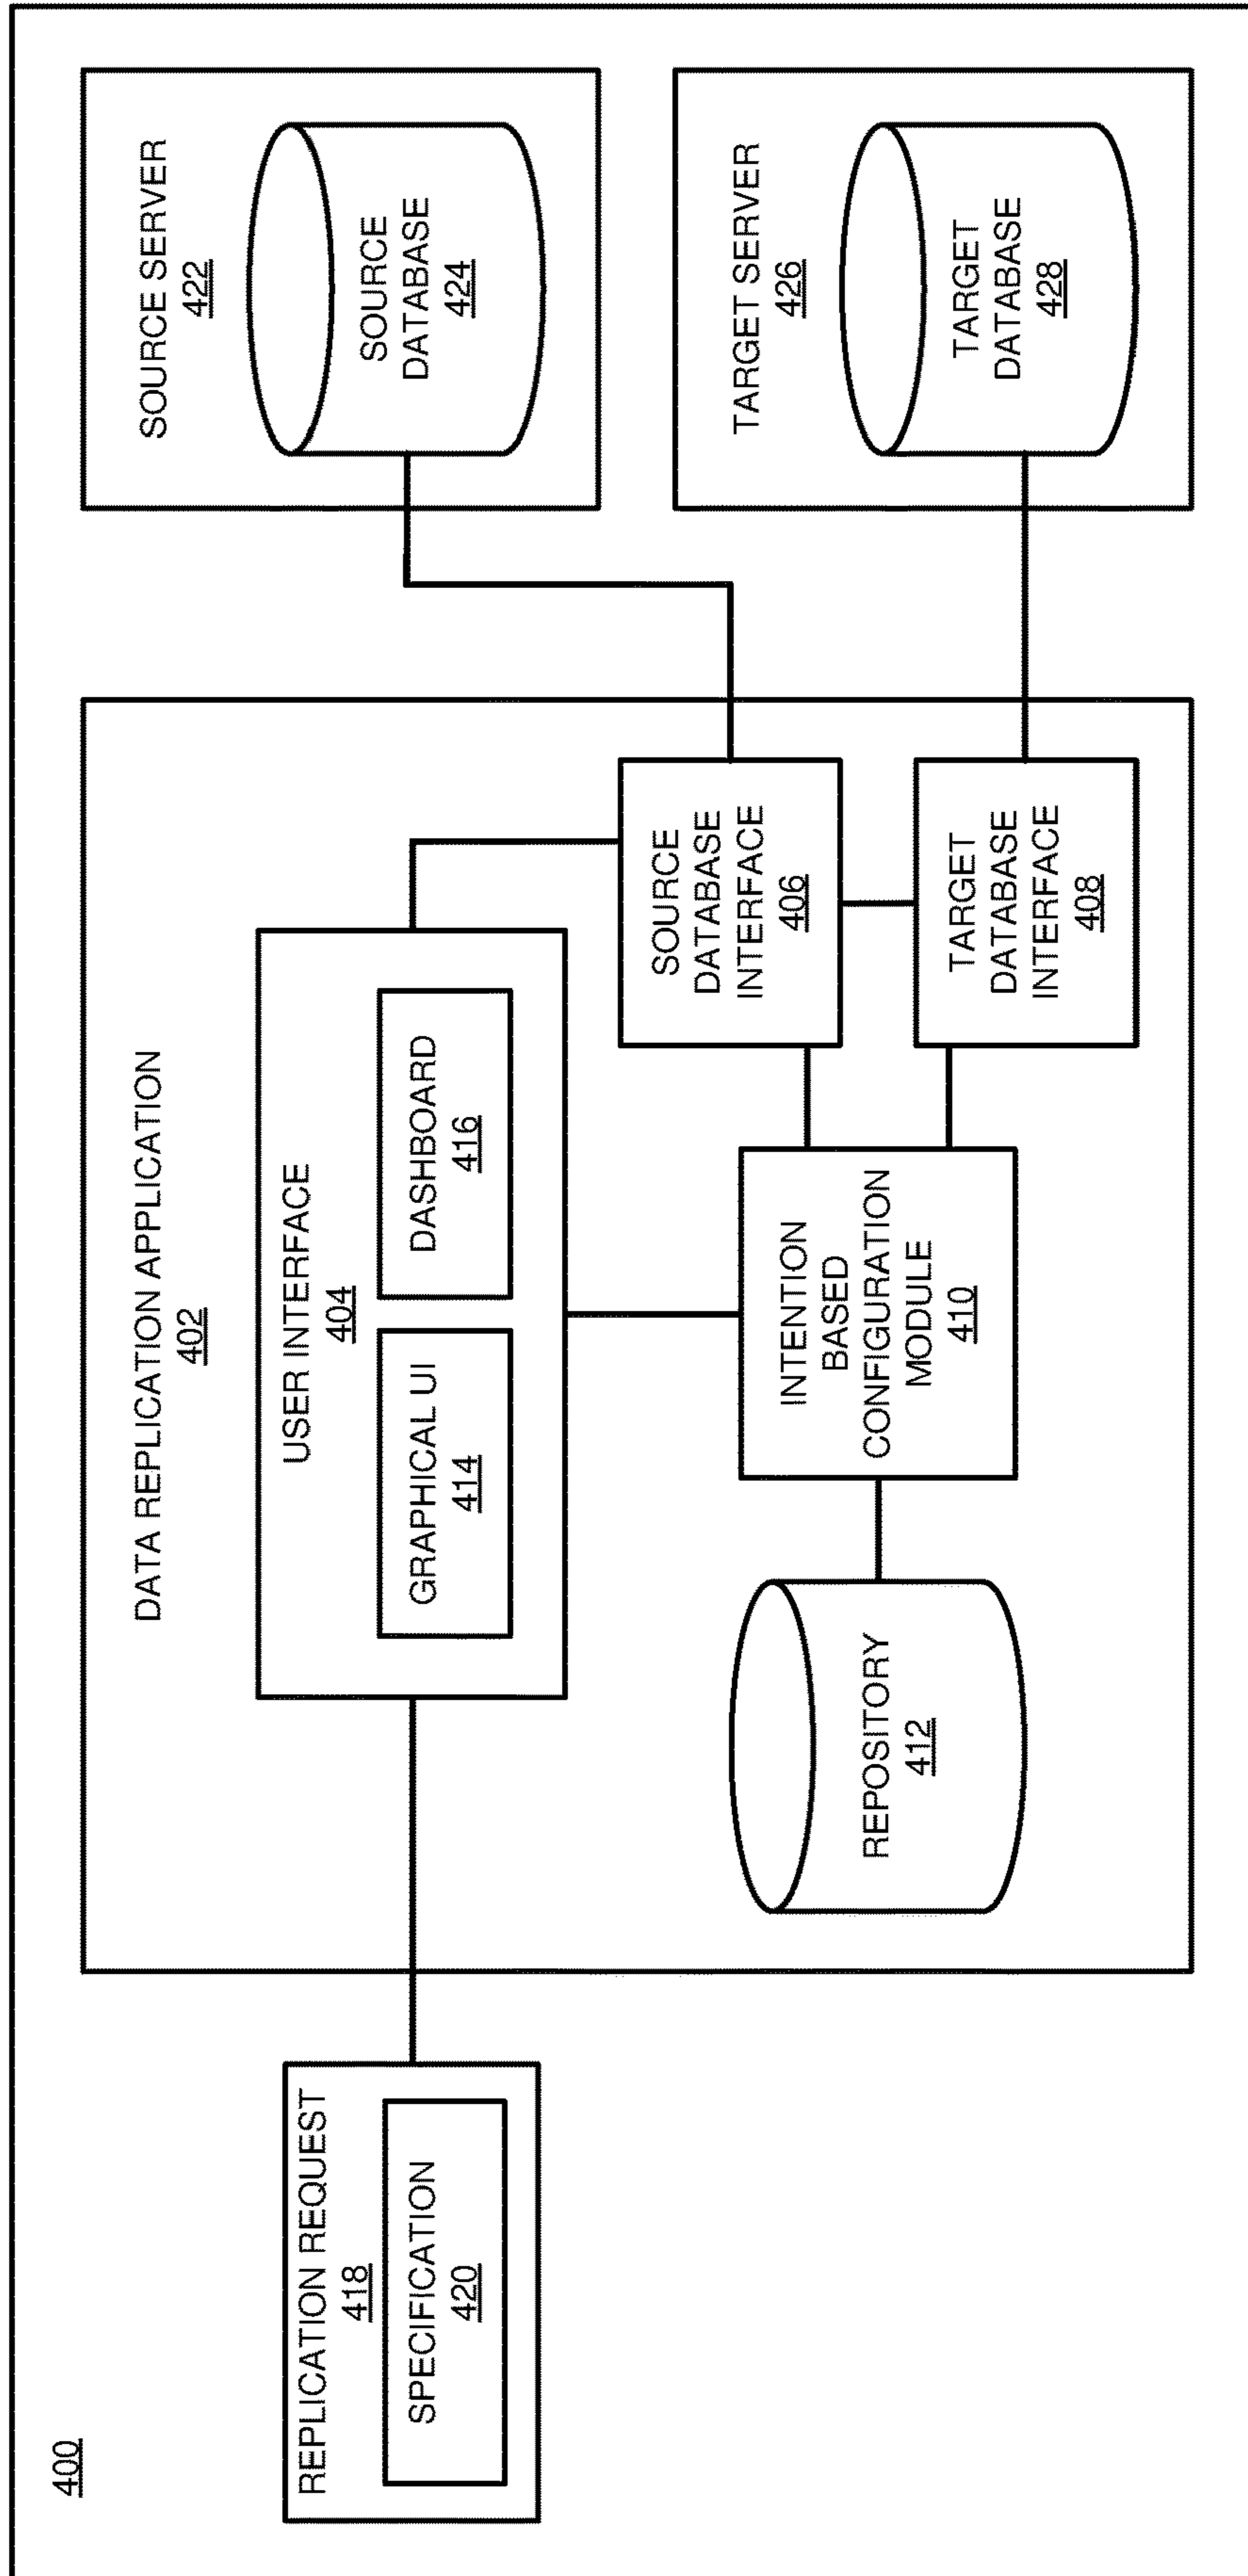 400
REPLICATION REQUEST
418
SPECIFICATION
420
DATA REPLICATION APPLICATION
402
USER INTERFACE
404
GRAPHICAL UI
414
DASHBOARD
416
REPOSITORY
412
INTENTION
BASED
CONFIGURATION
MODULE
410
SOURCE
DATABASE
INTERFACE
406
TARGET
DATABASE
INTERFACE
408
SOURCE SERVER
422
SOURCE
DATABASE
424
TARGET SERVER
426
TARGET
DATABASE
428